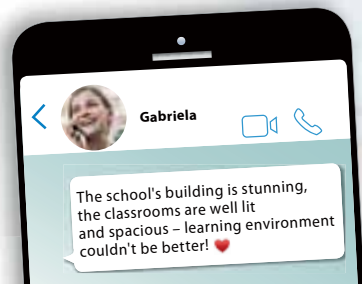 Gabriela
The school's building is stunning,
the classrooms are well lit
and spacious – learning environment
couldn't be better! ❤️